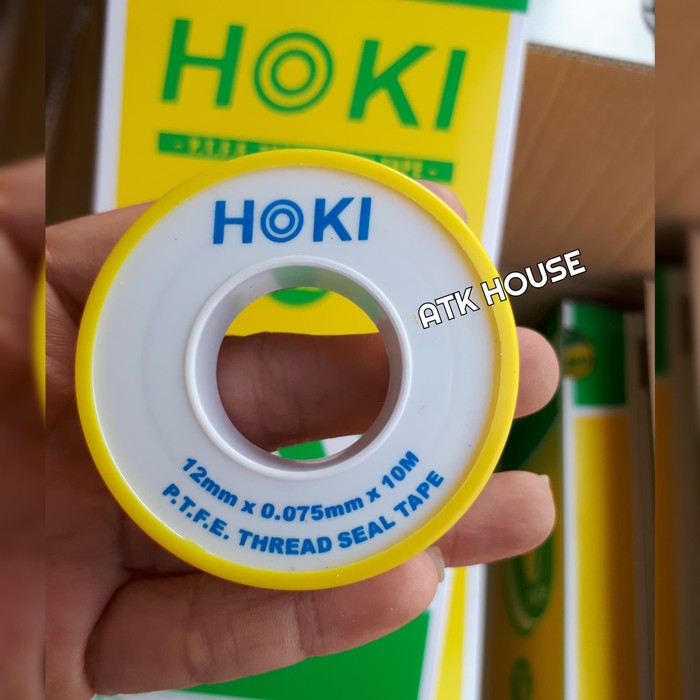 HOKI
HOKI
ATK HOUSE
12mm x 0.075mm x 10M
P.T.F.E. THREAD SEAL TAPE